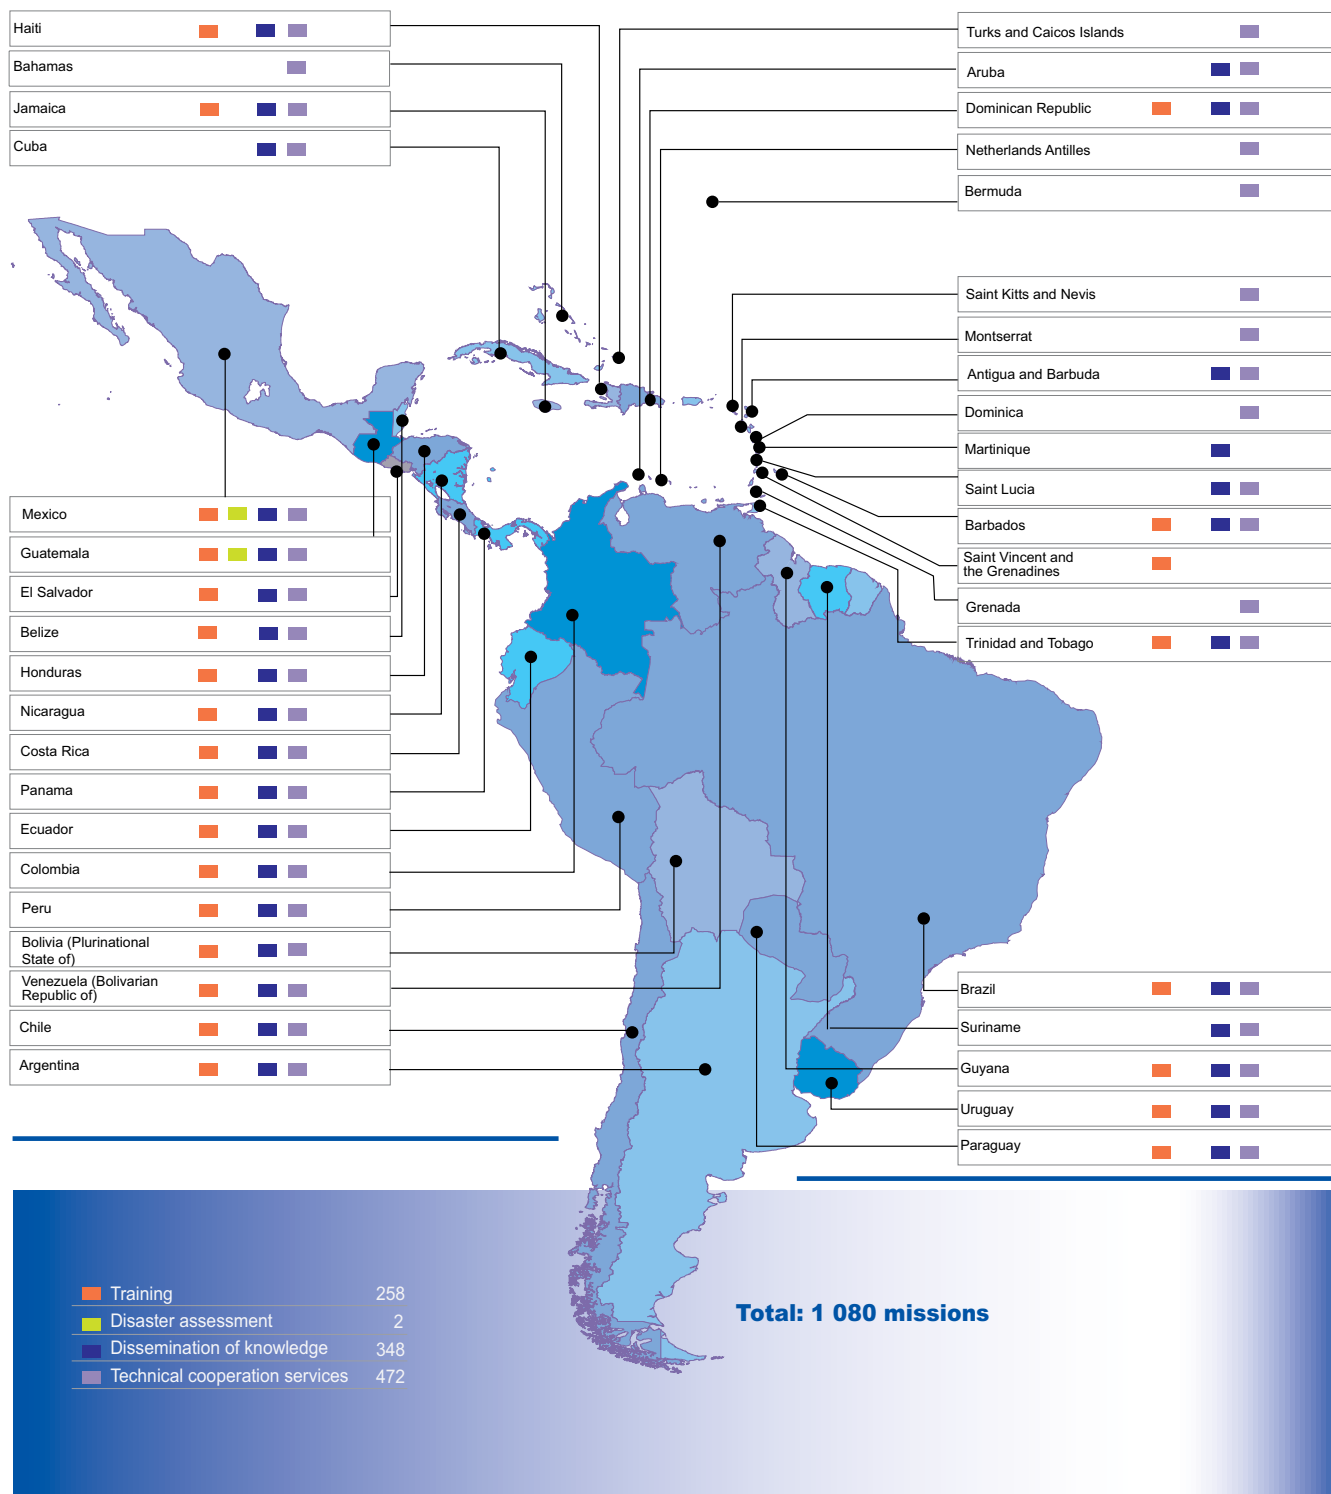 Haiti
Bahamas
Jamaica
Cuba
Turks and Caicos Islands
Aruba
Dominican Republic
Netherlands Antilles
Bermuda
Saint Kitts and Nevis
Montserrat
Antigua and Barbuda
Dominica
Martinique
Saint Lucia
Barbados
Saint Vincent and
the Grenadines
Grenada
Trinidad and Tobago
Mexico
Guatemala
El Salvador
Belize
Honduras
Nicaragua
Costa Rica
Panama
Ecuador
Colombia
Peru
Bolivia (Plurinational
State of)
Venezuela (Bolivarian
Republic of)
Chile
Argentina
Brazil
Suriname
Guyana
Uruguay
Paraguay
Training 258
Disaster assessment 2
Dissemination of knowledge 348
Technical cooperation services 472
Total: 1 080 missions